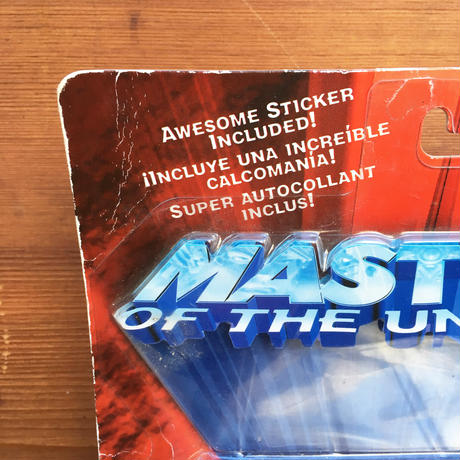 AWESOME STICKER
INCLUDED!
¡INCLUYE UNA INCREÍBLE
CALCOMANÍA!
SUPER AUTOCOLLANT
INCLUS!
MAST
OF THE UN